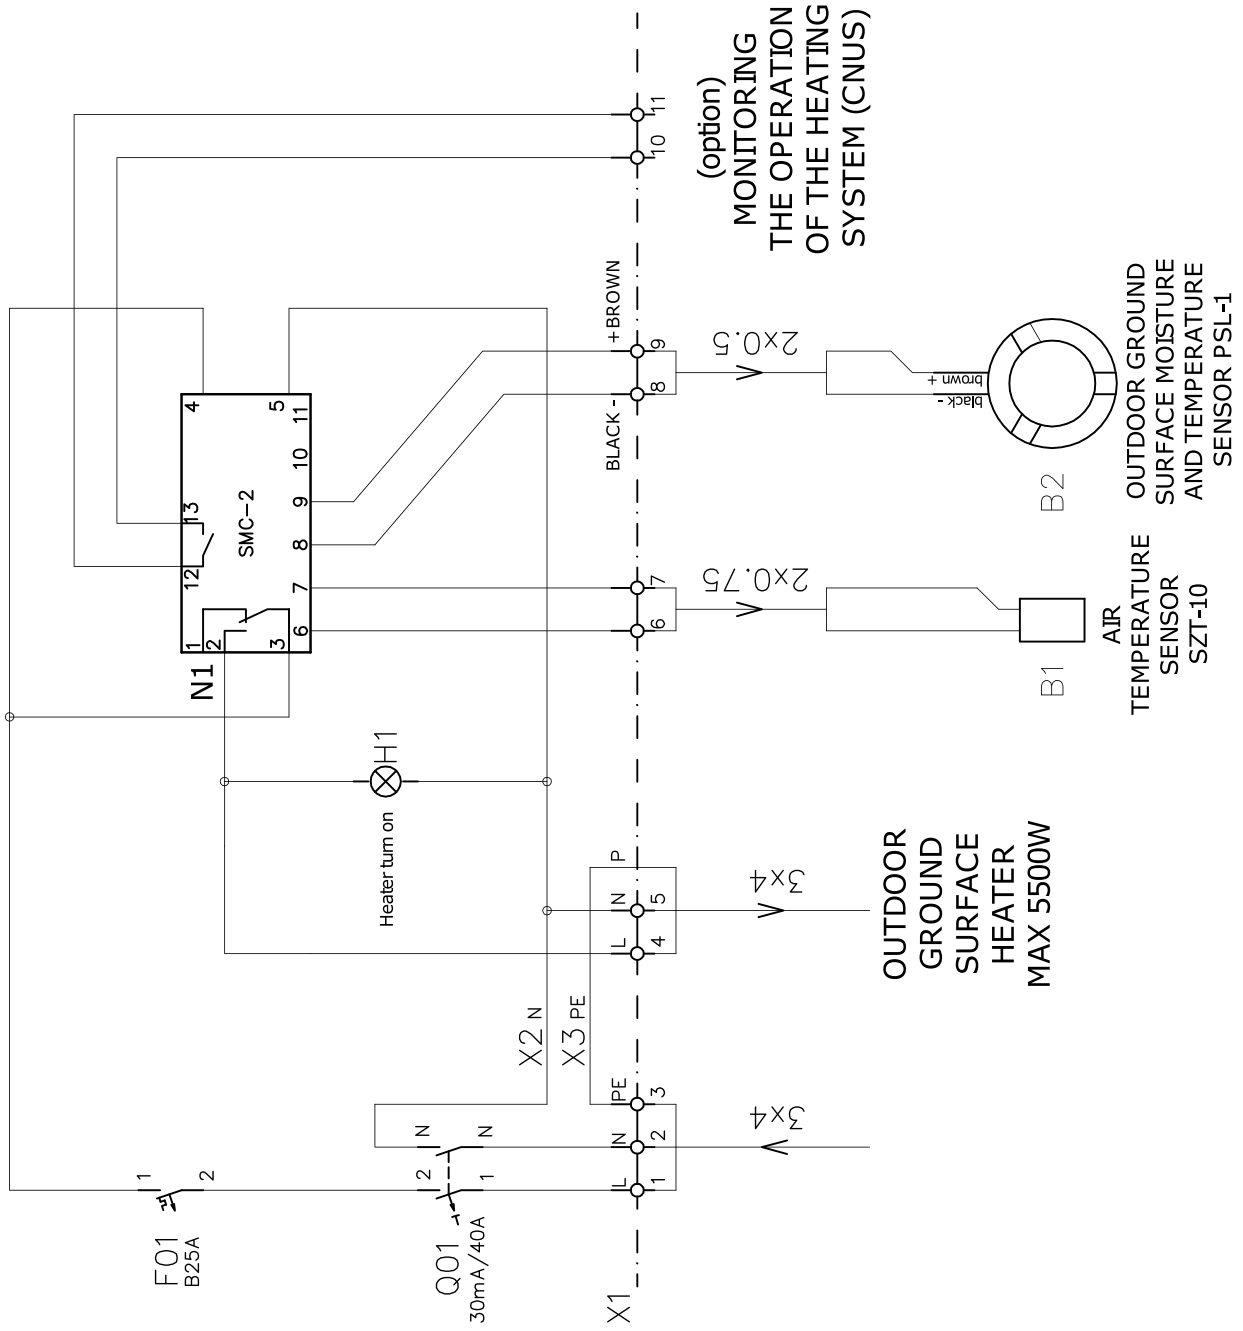 F01
B25A
1
2
Q01
30mA/40A
2
1
N
N
X1
L
N
PE
1
2
3
3x4
X2 N
X3 PE
L
N
P
4
5
3x4
OUTDOOR
GROUND
SURFACE
HEATER
MAX 5500W
Heater turn on
H1
N1
SMC-2
1
2
3
12
13
4
5
6
7
8
9
10
11
6
7
2x0.75
B1
AIR
TEMPERATURE
SENSOR
SZT-10
BLACK -
+BROWN
8
9
2x0.5
black -
brown +
B2
OUTDOOR GROUND
SURFACE MOISTURE
AND TEMPERATURE
SENSOR PSL-1
10
11
(option)
MONITORING
THE OPERATION
OF THE HEATING
SYSTEM (CNUS)